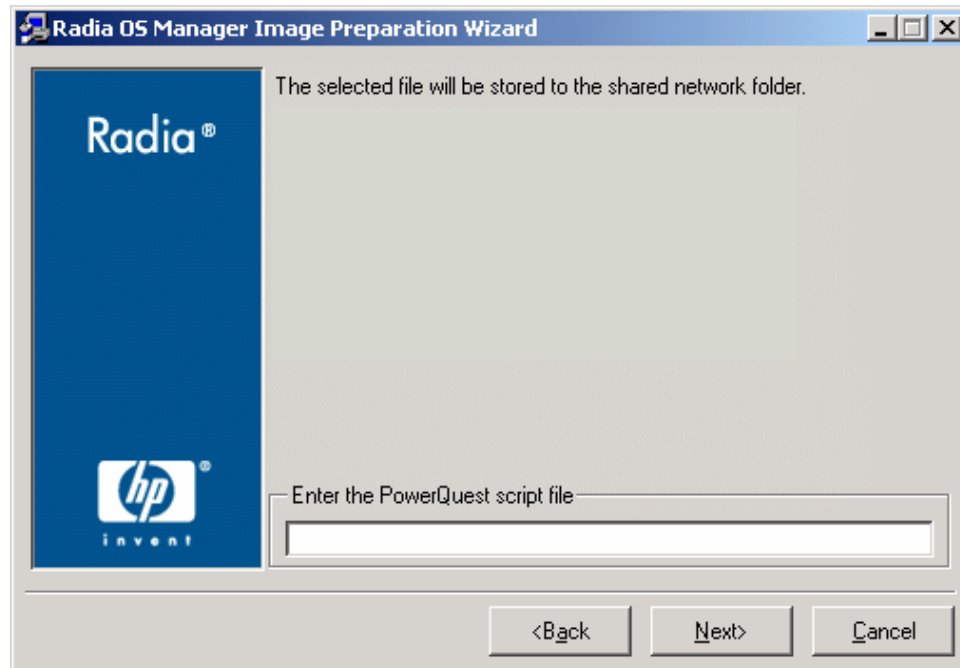 Radia OS Manager Image Preparation Wizard
The selected file will be stored to the shared network folder.
Radia®
hp®
invent
Enter the PowerQuest script file
<Back
Next>
Cancel